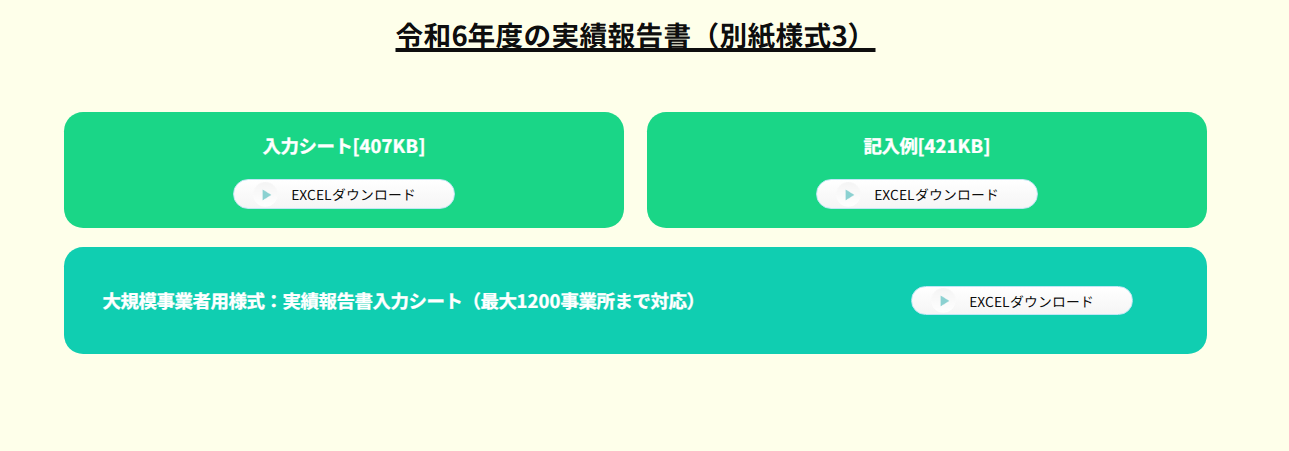 令和6年度の実績報告書（別紙様式3）
入力シート[407KB]
EXCELダウンロード
記入例[421KB]
EXCELダウンロード
大規模事業者用様式：実績報告書入力シート（最大1200事業所まで対応）
EXCELダウンロード